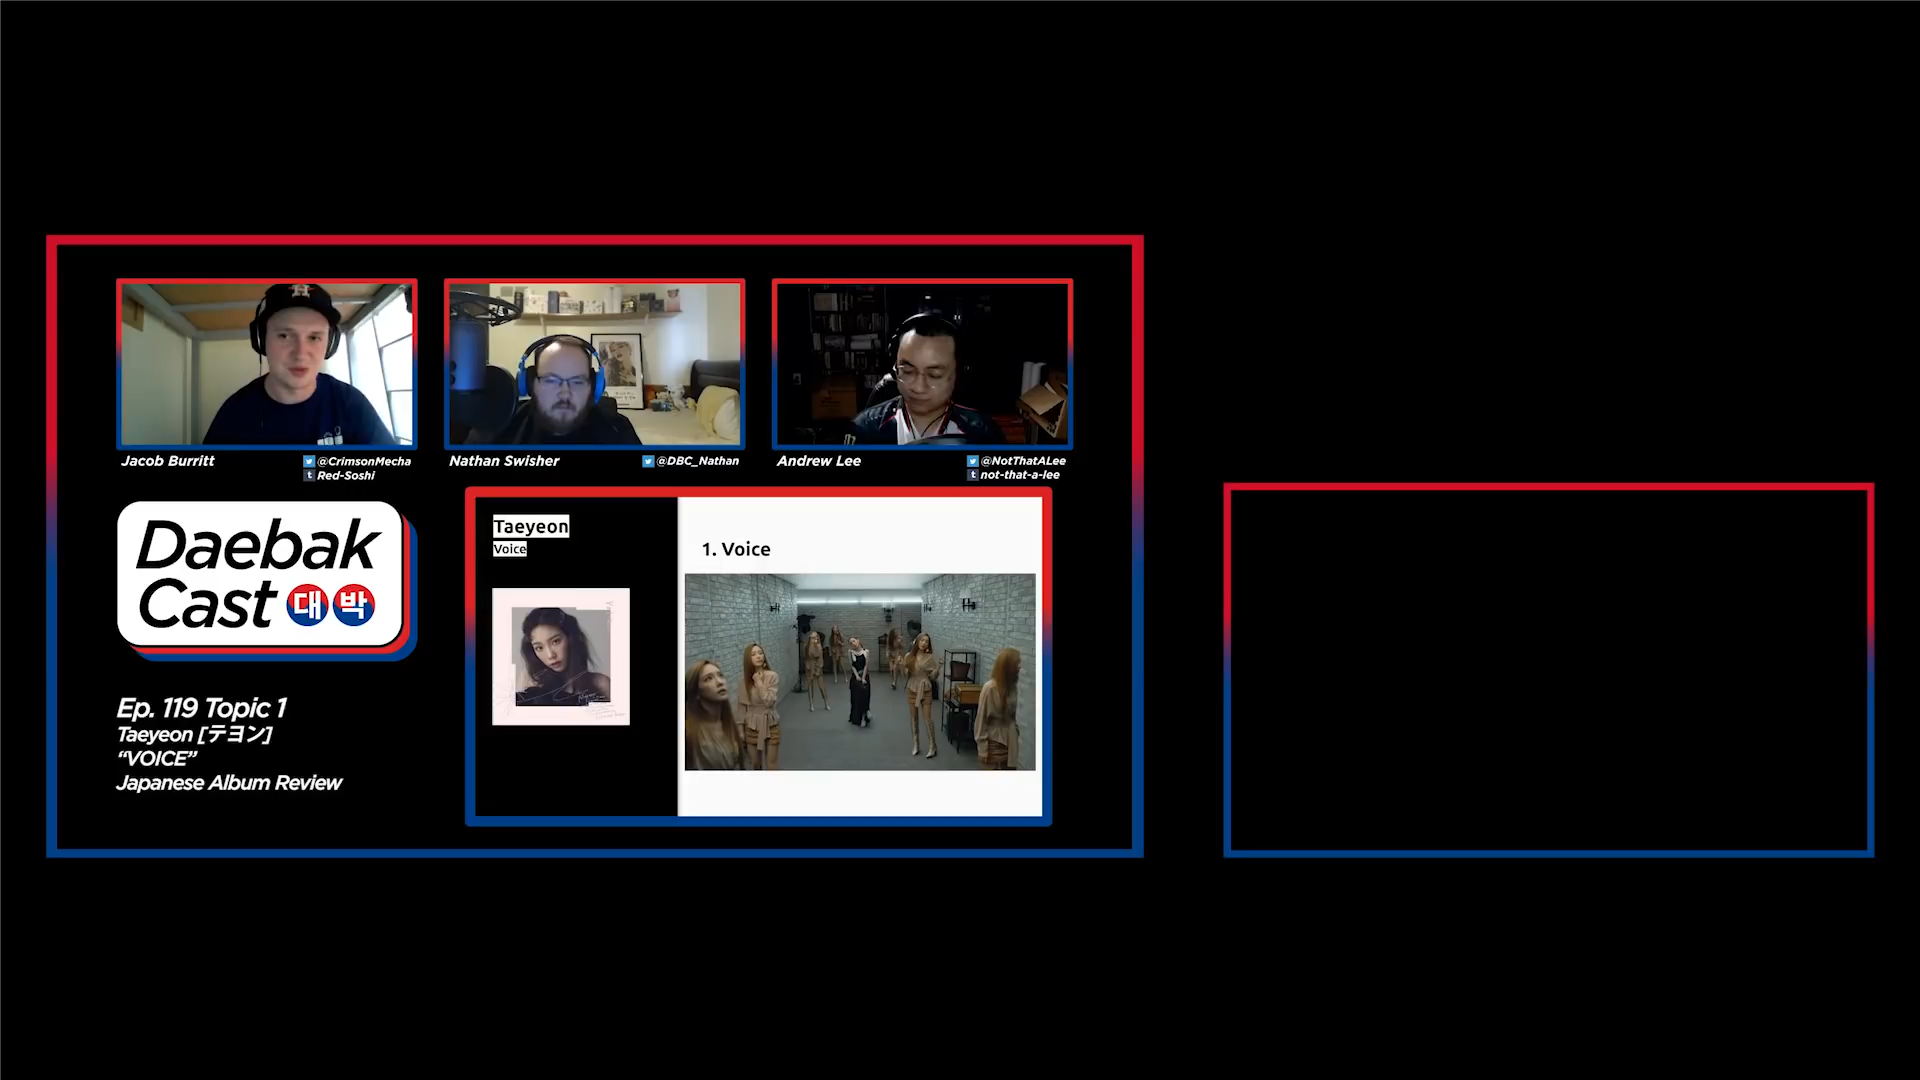 Jacob Burritt
@CrimsonMecha
Red-Soshi
Nathan Swisher
@DBC_Nathan
Andrew Lee
@NotThatALee
not-that-a-lee
Daebak
Cast 대박
Ep. 119 Topic 1
Taeyeon [テヨン]
“VOICE”
Japanese Album Review
Taeyeon
Voice
1. Voice